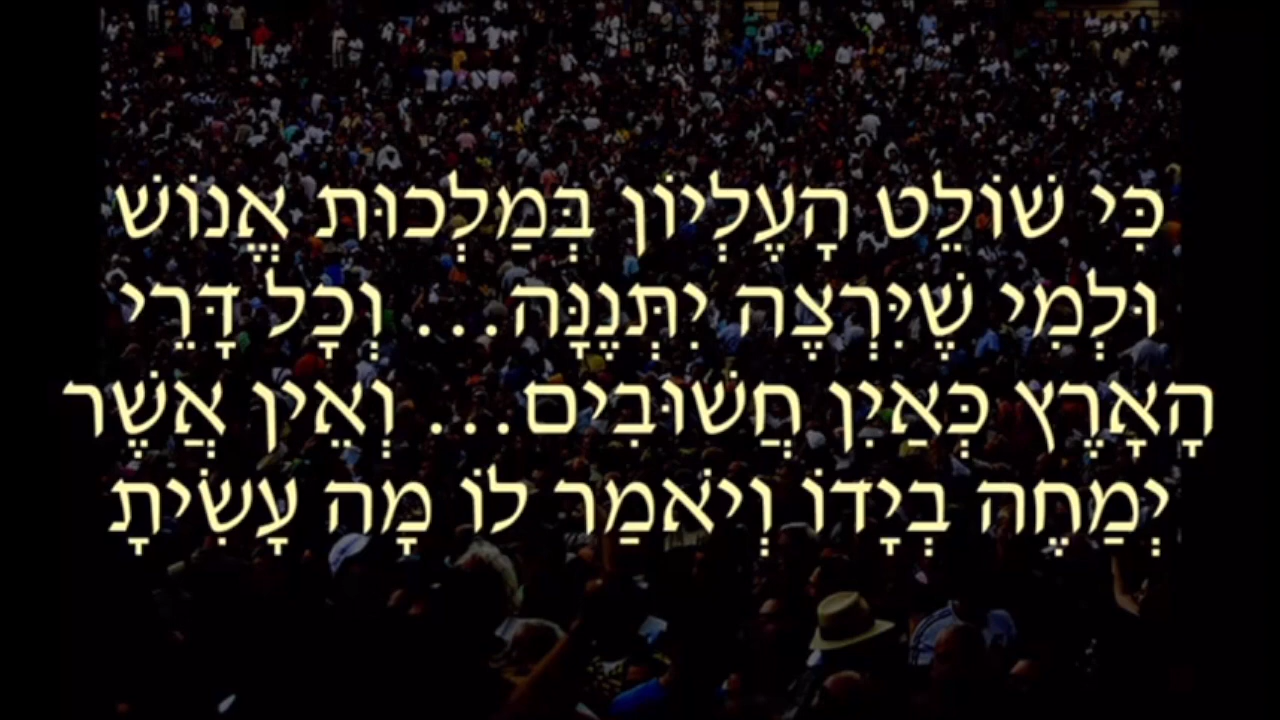 כִּי שׁוֹלֵט הָעֶלְיוֹן בְּמַלְכוּת אֱנוֹשׁ
וּלְמִי שֶׁיִּרְצֶה יִתְּנֶנָּה... וְכָל דָּרֵי
הָאָרֶץ כְּאַיִן חֲשׁוּבִים... וְאֵין אֲשֶׁר
יְמַחֶה בְיָדוֹ וְיֹאמַר לוֹ מָה עָשִׂיתָ